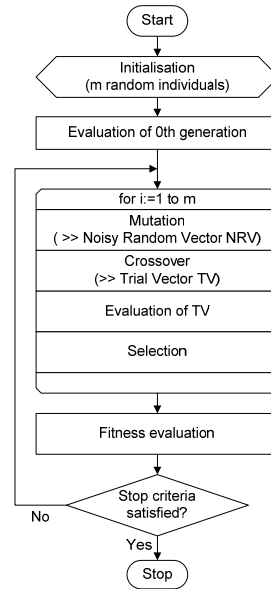 Start
Initialisation
(m random individuals)
Evaluation of 0th generation
for i:=1 to m
Mutation
( >> Noisy Random Vector NRV)
Crossover
(>> Trial Vector TV)
Evaluation of TV
Selection
Fitness evaluation
Stop criteria
satisfied?
No
Yes
Stop